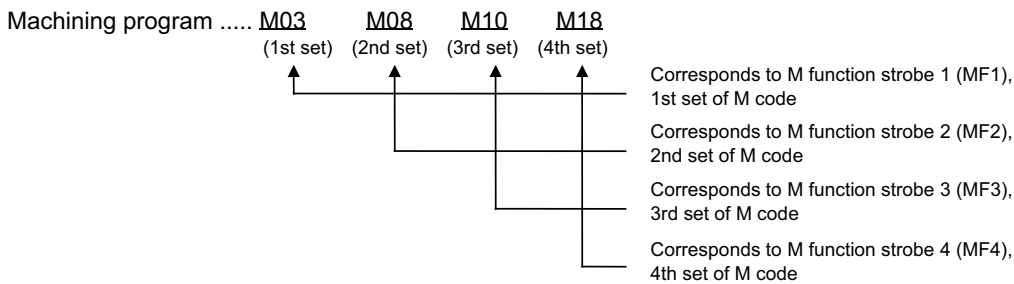 Machining program ..... M03 M08 M10 M18
(1st set) (2nd set) (3rd set) (4th set)
Corresponds to M function strobe 1 (MF1),
1st set of M code
Corresponds to M function strobe 2 (MF2),
2nd set of M code
Corresponds to M function strobe 3 (MF3),
3rd set of M code
Corresponds to M function strobe 4 (MF4),
4th set of M code